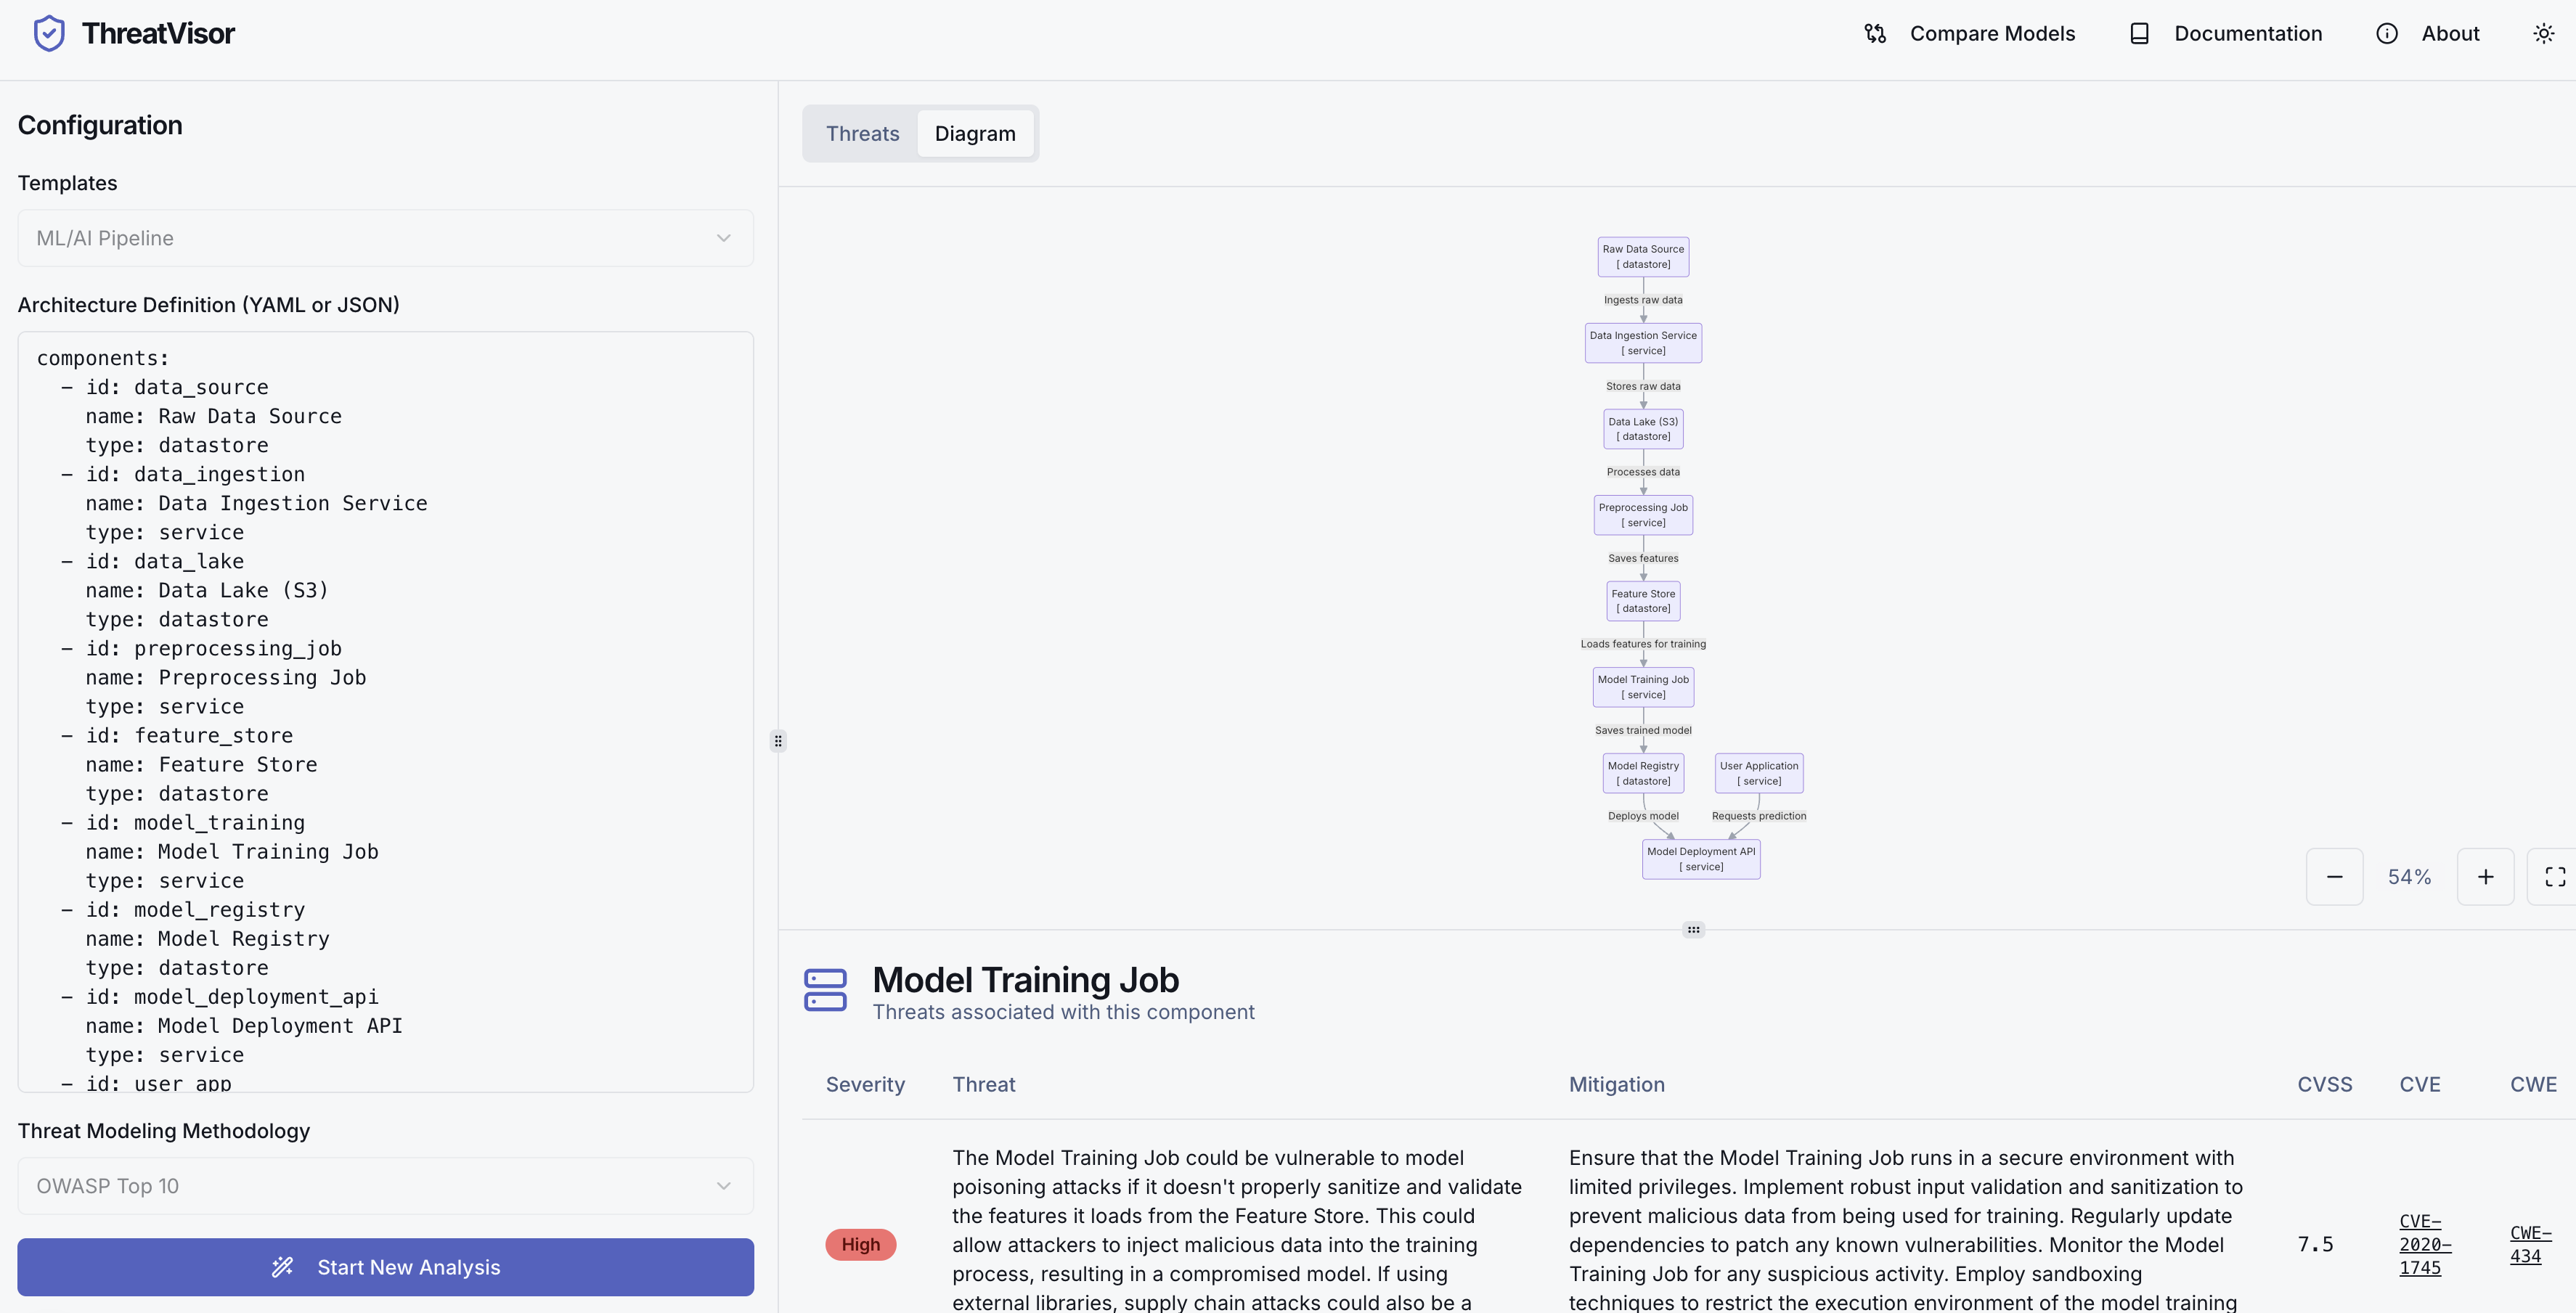 ThreatVisor
Compare Models
Documentation
About
Configuration
Templates
ML/AI Pipeline
Architecture Definition (YAML or JSON)
components:
  - id: data_source
    name: Raw Data Source
    type: datastore
  - id: data_ingestion
    name: Data Ingestion Service
    type: service
  - id: data_lake
    name: Data Lake (S3)
    type: datastore
  - id: preprocessing_job
    name: Preprocessing Job
    type: service
  - id: feature_store
    name: Feature Store
    type: datastore
  - id: model_training
    name: Model Training Job
    type: service
  - id: model_registry
    name: Model Registry
    type: datastore
  - id: model_deployment_api
    name: Model Deployment API
    type: service
  - id: user_app
Threat Modeling Methodology
OWASP Top 10
Start New Analysis
Threats
Diagram
Raw Data Source
[ datastore]
Ingests raw data
Data Ingestion Service
[ service]
Stores raw data
Data Lake (S3)
[ datastore]
Processes data
Preprocessing Job
[ service]
Saves features
Feature Store
[ datastore]
Loads features for training
Model Training Job
[ service]
Saves trained model
Model Registry
[ datastore]
User Application
[ service]
Deploys model
Requests prediction
Model Deployment API
[ service]
54%
Model Training Job
Threats associated with this component
Severity
Threat
Mitigation
CVSS
CVE
CWE
High
The Model Training Job could be vulnerable to model
poisoning attacks if it doesn't properly sanitize and validate
the features it loads from the Feature Store. This could
allow attackers to inject malicious data into the training
process, resulting in a compromised model. If using
external libraries, supply chain attacks could also be a
Ensure that the Model Training Job runs in a secure environment with
limited privileges. Implement robust input validation and sanitization to
prevent malicious data from being used for training. Regularly update
dependencies to patch any known vulnerabilities. Monitor the Model
Training Job for any suspicious activity. Employ sandboxing
techniques to restrict the execution environment of the model training
7.5
CVE-
2020-
1745
CWE-
434